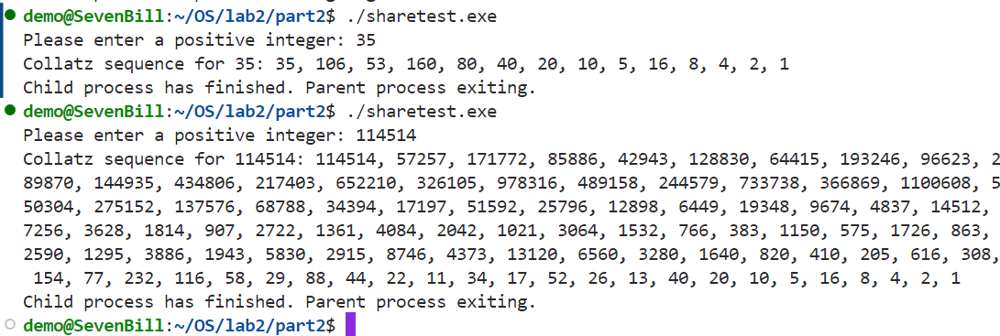 demo@SevenBill:~/OS/lab2/part2$ ./sharetest.exe
Please enter a positive integer: 35
Collatz sequence for 35: 35, 106, 53, 160, 80, 40, 20, 10, 5, 16, 8, 4, 2, 1
Child process has finished. Parent process exiting.
demo@SevenBill:~/OS/lab2/part2$ ./sharetest.exe
Please enter a positive integer: 114514
Collatz sequence for 114514: 114514, 57257, 171772, 85886, 42943, 128830, 64415, 193246, 96623, 2
89870, 144935, 434806, 217403, 652210, 326105, 978316, 489158, 244579, 733738, 366869, 1100608, 5
50304, 275152, 137576, 68788, 34394, 17197, 51592, 25796, 12898, 6449, 19348, 9674, 4837, 14512,
7256, 3628, 1814, 907, 2722, 1361, 4084, 2042, 1021, 3064, 1532, 766, 383, 1150, 575, 1726, 863,
2590, 1295, 3886, 1943, 5830, 2915, 8746, 4373, 13120, 6560, 3280, 1640, 820, 410, 205, 616, 308,
154, 77, 232, 116, 58, 29, 88, 44, 22, 11, 34, 17, 52, 26, 13, 40, 20, 10, 5, 16, 8, 4, 2, 1
Child process has finished. Parent process exiting.
demo@SevenBill:~/OS/lab2/part2$